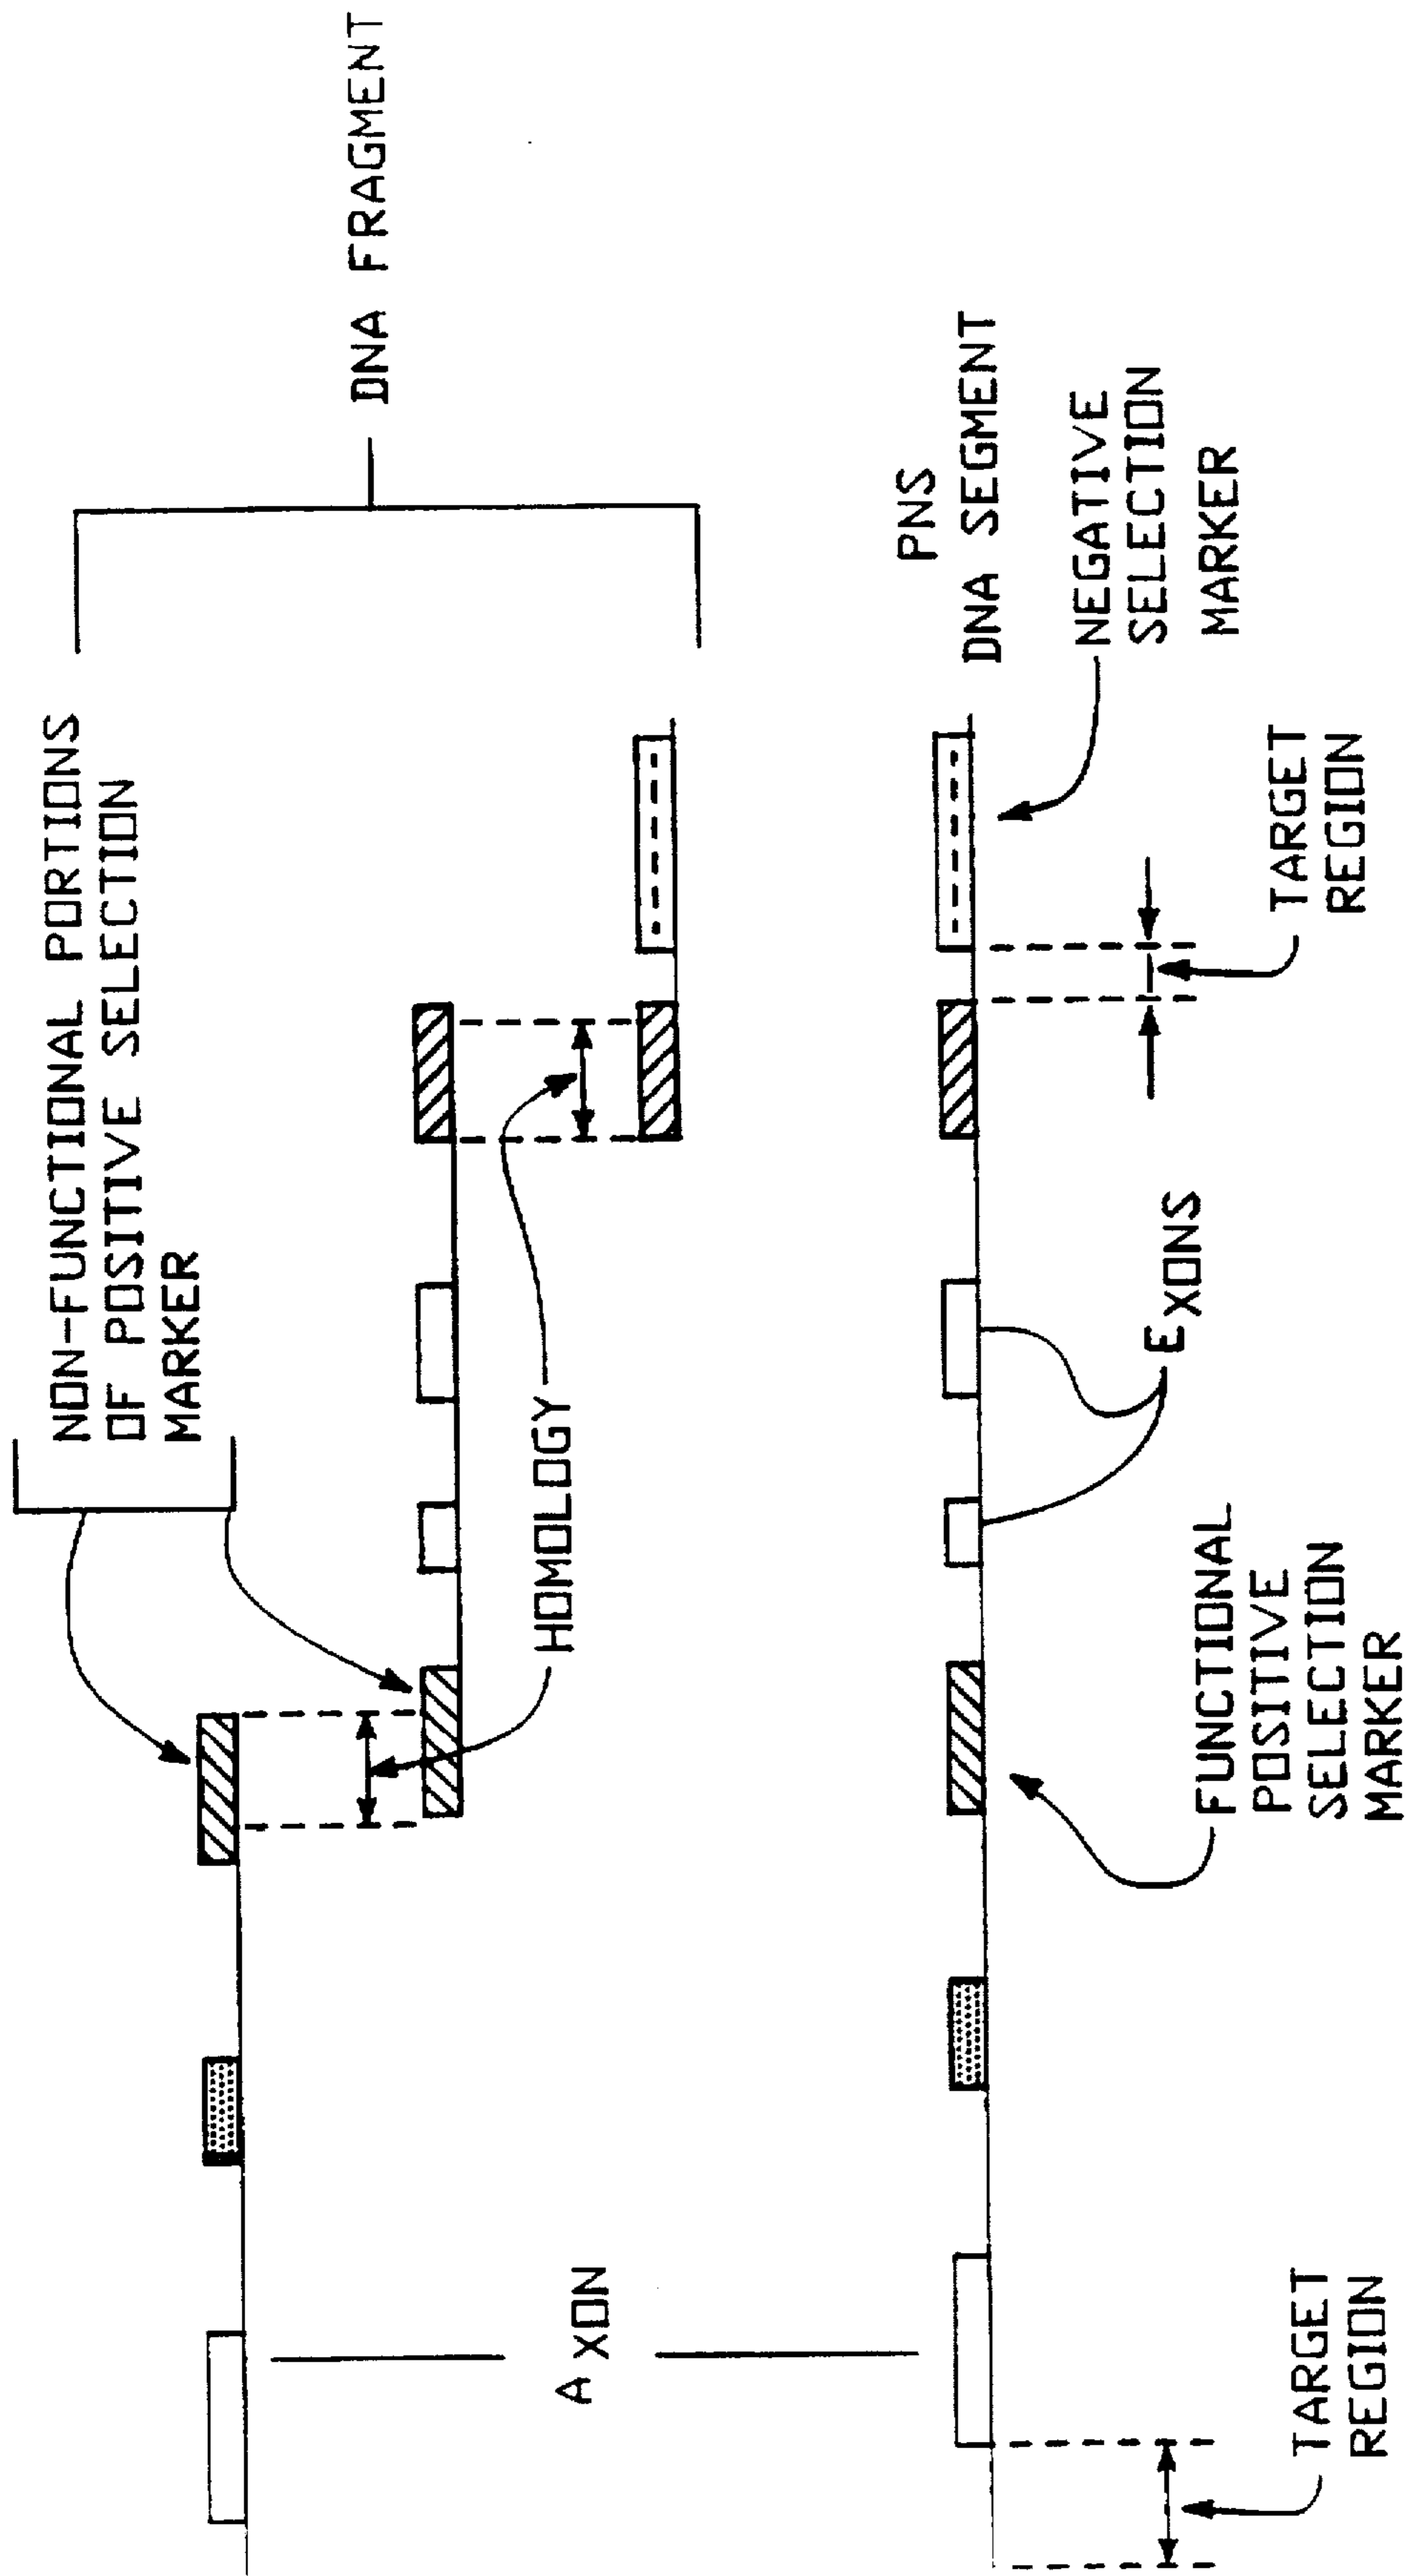 NON-FUNCTIONAL PORTIONS
OF POSITIVE SELECTION
MARKER
DNA FRAGMENT
HOMOLOGY
AXON
PNS
DNA SEGMENT
NEGATIVE
SELECTION
MARKER
EXONS
TARGET
REGION
FUNCTIONAL
POSITIVE
SELECTION
MARKER
TARGET
REGION